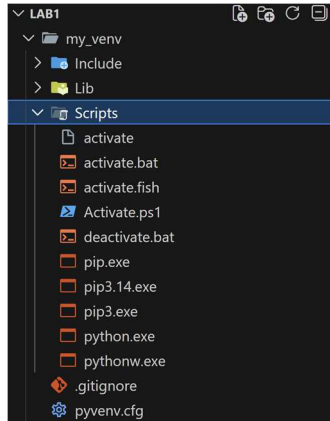 LAB1
my_venv
Include
Lib
Scripts
activate
activate.bat
activate.fish
Activate.ps1
deactivate.bat
pip.exe
pip3.14.exe
pip3.exe
python.exe
pythonw.exe
.gitignore
pyvenv.cfg